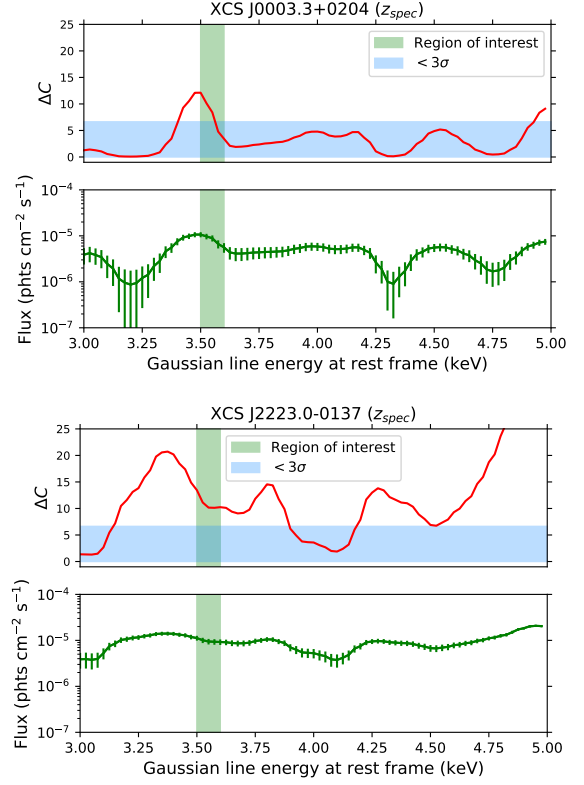 XCS J0003.3+0204 (z_spec)
25
20
15
10
5
0
ΔC
Region of interest
< 3σ
10⁻⁴
10⁻⁵
10⁻⁶
10⁻⁷
Flux (phts cm⁻² s⁻¹)
3.00 3.25 3.50 3.75 4.00 4.25 4.50 4.75 5.00
Gaussian line energy at rest frame (keV)
XCS J2223.0-0137 (z_spec)
25
20
15
10
5
0
ΔC
Region of interest
< 3σ
10⁻⁴
10⁻⁵
10⁻⁶
10⁻⁷
Flux (phts cm⁻² s⁻¹)
3.00 3.25 3.50 3.75 4.00 4.25 4.50 4.75 5.00
Gaussian line energy at rest frame (keV)